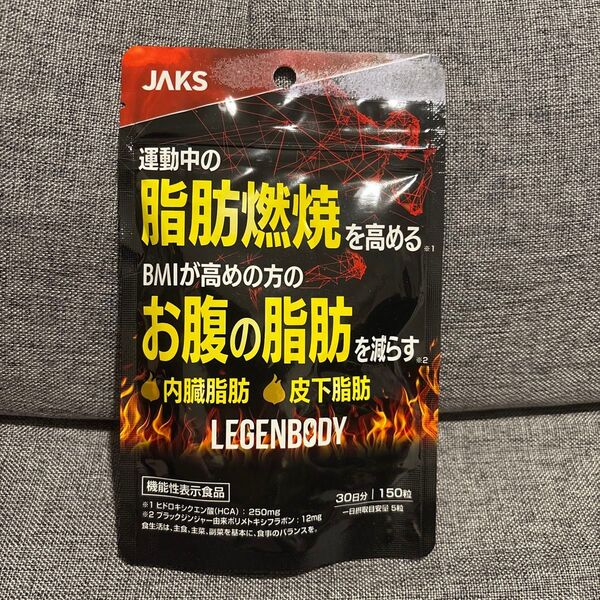 JAKS
運動中の
脂肪燃焼を高める※1
BMIが高めの方の
お腹の脂肪を減らす※2
内臓脂肪 皮下脂肪
LEGENBODY
機能性表示食品
30日分 | 150粒
一日摂取目安量 5粒
※1 ヒドロキシクエン酸(HCA)：250mg
※2 ブラックジンジャー由来ポリメトキシフラボン：12mg
食生活は、主食、主菜、副菜を基本に、食事のバランスを。